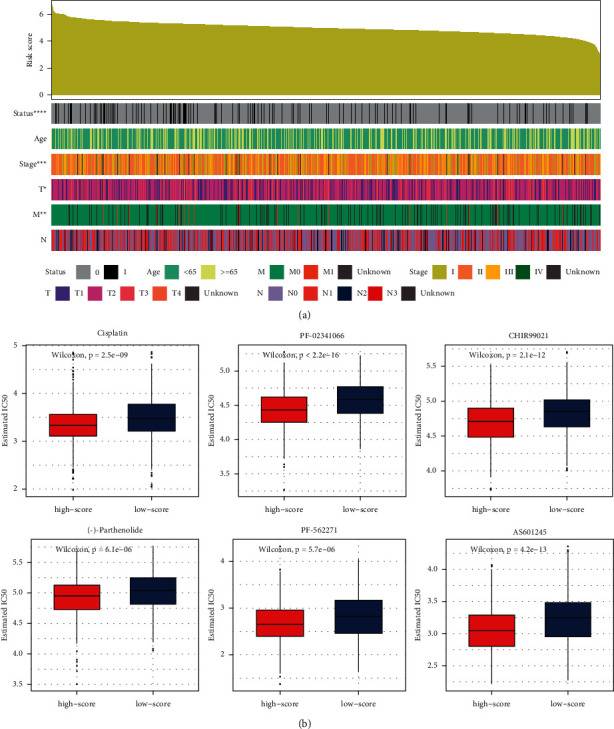 6
4
2
0
Risk score
Status****
Age
Stage***
T*
M**
N
Status 0 1 Age <65 >=65 M M0 M1 Unknown Stage I II III IV Unknown
T T1 T2 T3 T4 Unknown N N0 N1 N2 N3 Unknown
(a)
Cisplatin
Wilcoxon, p = 2.5e−09
5
4
3
2
Estimated IC50
high−score low−score
PF-02341066
Wilcoxon, p < 2.2e−16
5.0
4.5
4.0
3.5
Estimated IC50
high−score low−score
CHIR99021
Wilcoxon, p = 2.1e−12
5.5
5.0
4.5
4.0
Estimated IC50
high−score low−score
(-)-Parthenolide
Wilcoxon, p = 6.1e−06
5.5
5.0
4.5
4.0
3.5
Estimated IC50
high−score low−score
PF-562271
Wilcoxon, p = 5.7e−06
4
3
2
Estimated IC50
high−score low−score
AS601245
Wilcoxon, p = 4.2e−13
4.0
3.5
3.0
2.5
Estimated IC50
high−score low−score
(b)